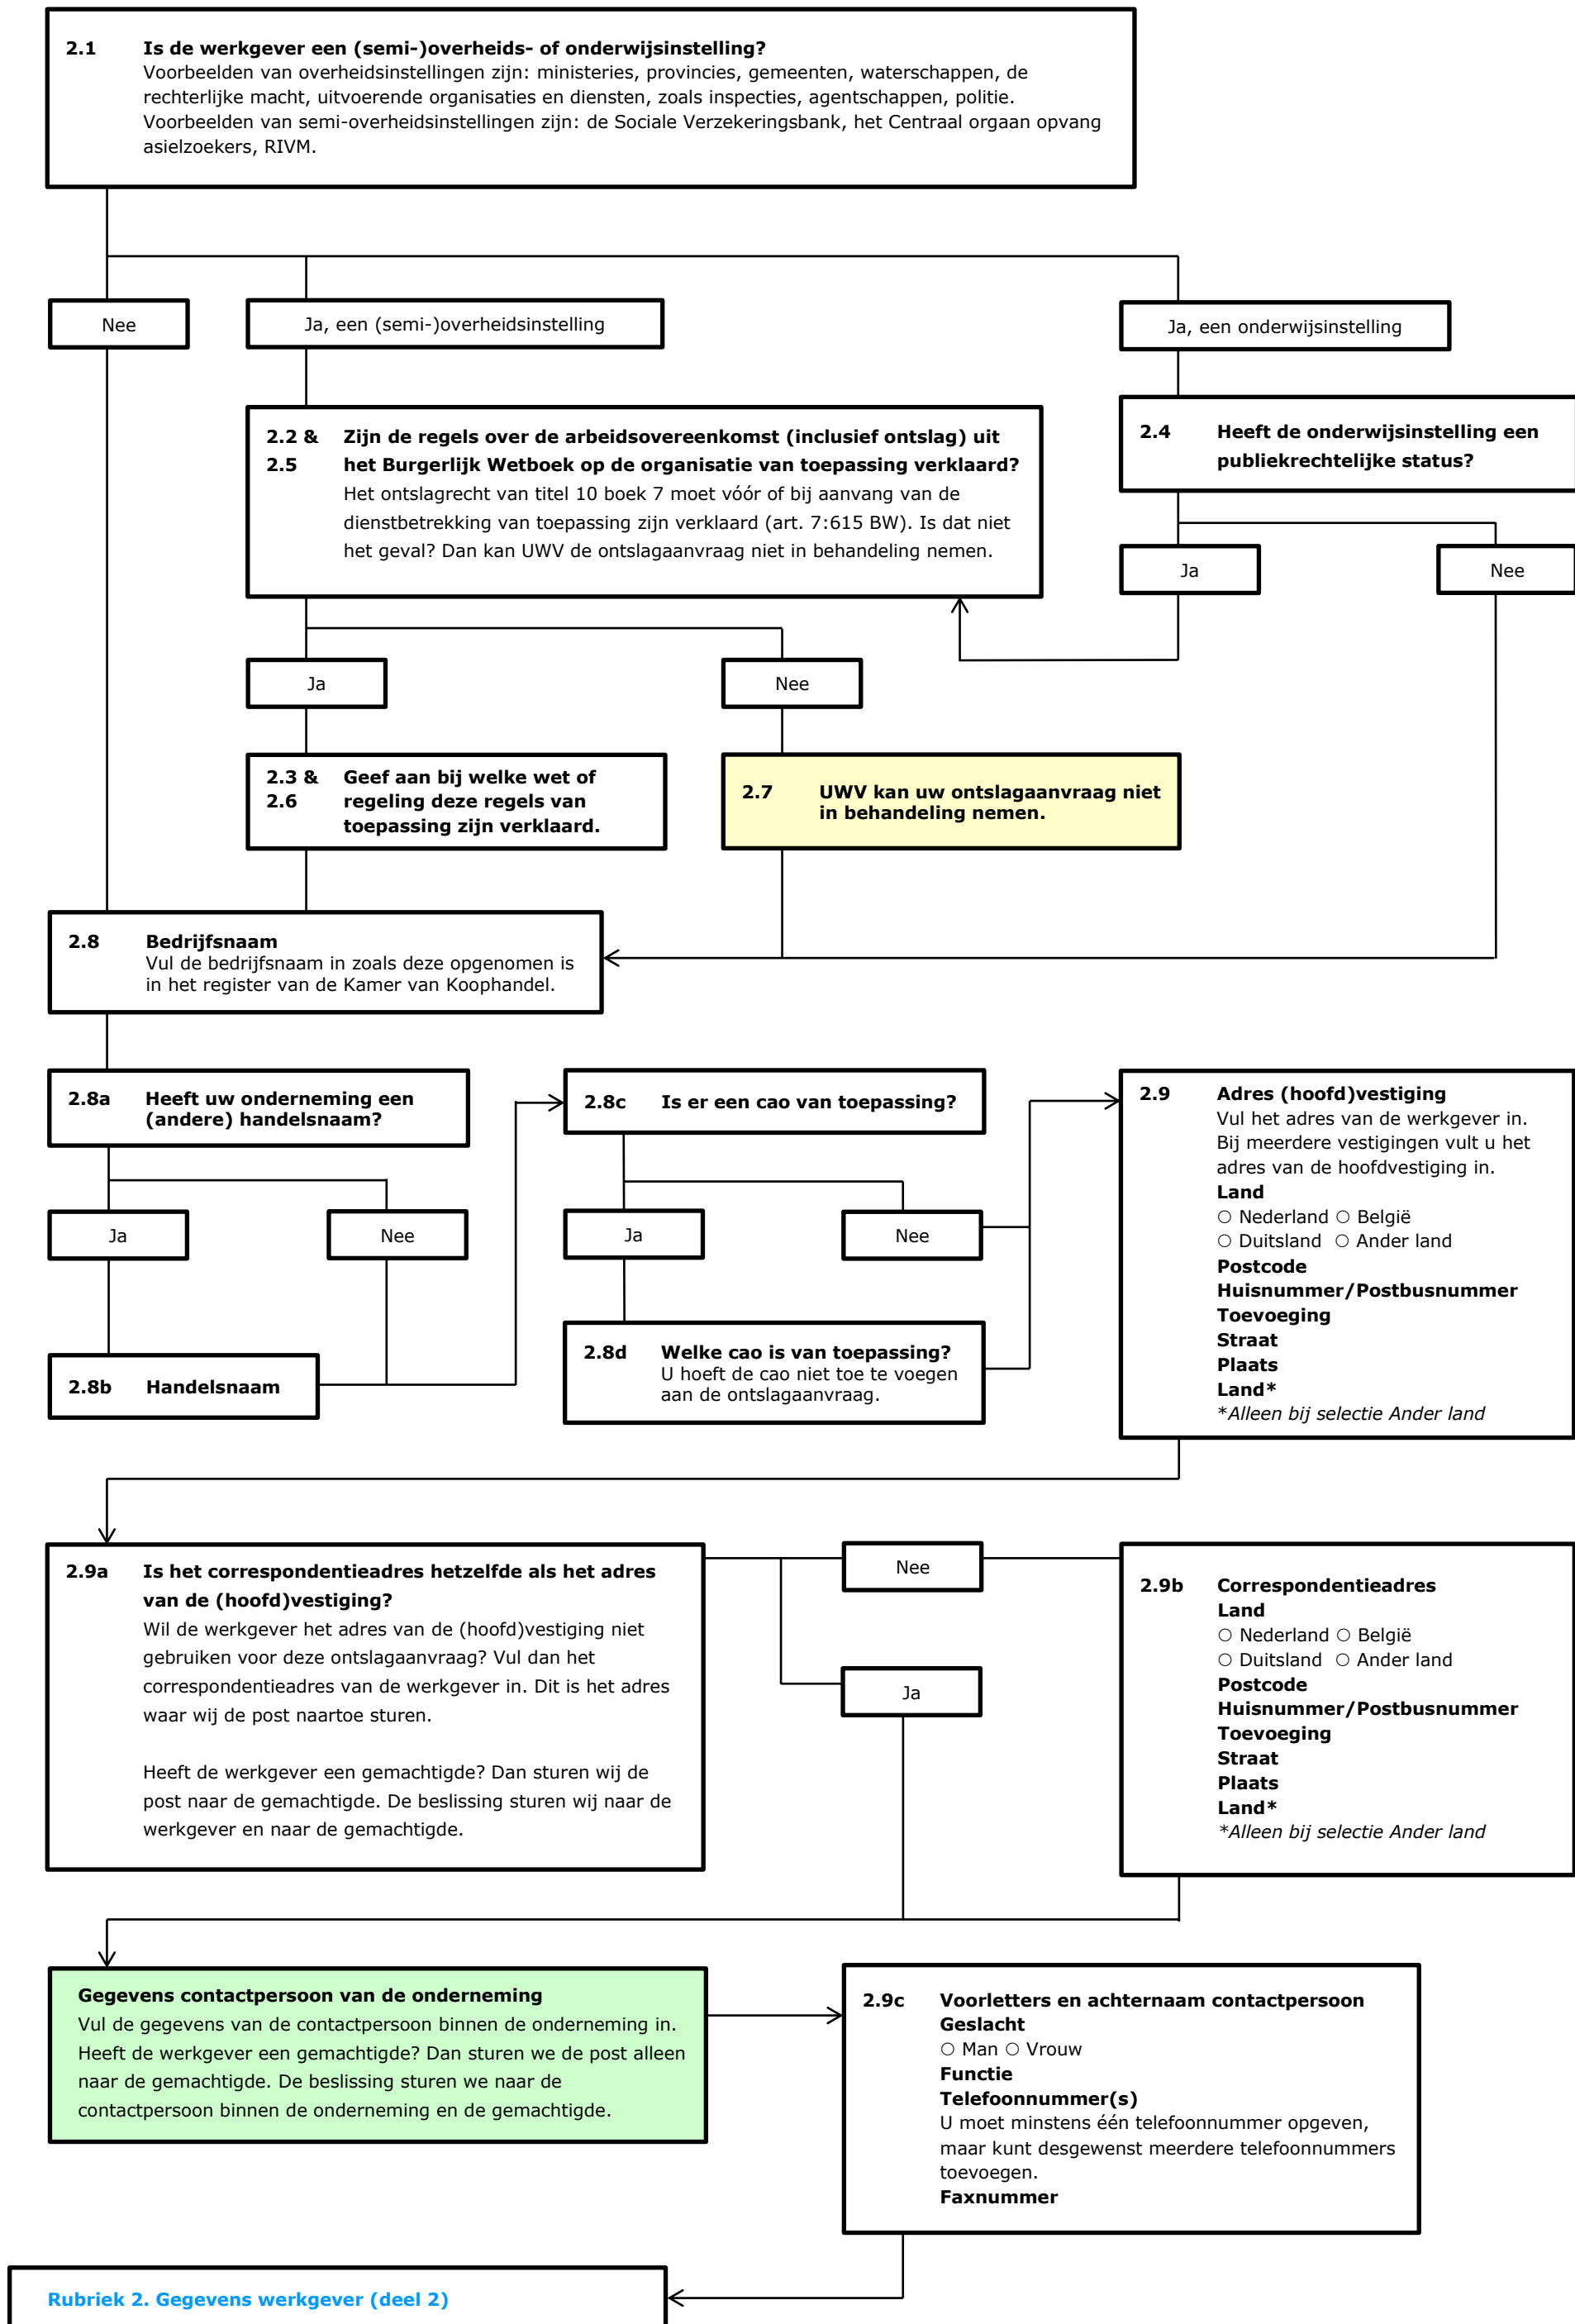 2.1 Is de werkgever een (semi-)overheids- of onderwijsinstelling?
Voorbeelden van overheidsinstellingen zijn: ministeries, provincies, gemeenten, waterschappen, de
rechterlijke macht, uitvoerende organisaties en diensten, zoals inspecties, agentschappen, politie.
Voorbeelden van semi-overheidsinstellingen zijn: de Sociale Verzekeringsbank, het Centraal orgaan opvang
asielzoekers, RIVM.
Nee
Ja, een (semi-)overheidsinstelling
Ja, een onderwijsinstelling
2.2 & Zijn de regels over de arbeidsovereenkomst (inclusief ontslag) uit
2.5 het Burgerlijk Wetboek op de organisatie van toepassing verklaard?
Het ontslagrecht van titel 10 boek 7 moet vóór of bij aanvang van de
dienstbetrekking van toepassing zijn verklaard (art. 7:615 BW). Is dat niet
het geval? Dan kan UWV de ontslagaanvraag niet in behandeling nemen.
2.4 Heeft de onderwijsinstelling een
publiekrechtelijke status?
Ja
Nee
Ja
Nee
2.3 & Geef aan bij welke wet of
2.6 regeling deze regels van
toepassing zijn verklaard.
2.7 UWV kan uw ontslagaanvraag niet
in behandeling nemen.
2.8 Bedrijfsnaam
Vul de bedrijfsnaam in zoals deze opgenomen is
in het register van de Kamer van Koophandel.
2.8a Heeft uw onderneming een
(andere) handelsnaam?
Ja
Nee
2.8b Handelsnaam
2.8c Is er een cao van toepassing?
Ja
Nee
2.8d Welke cao is van toepassing?
U hoeft de cao niet toe te voegen
aan de ontslagaanvraag.
2.9 Adres (hoofd)vestiging
Vul het adres van de werkgever in.
Bij meerdere vestigingen vult u het
adres van de hoofdvestiging in.
Land
○ Nederland ○ België
○ Duitsland ○ Ander land
Postcode
Huisnummer/Postbusnummer
Toevoeging
Straat
Plaats
Land*
*Alleen bij selectie Ander land
2.9a Is het correspondentieadres hetzelfde als het adres
van de (hoofd)vestiging?
Wil de werkgever het adres van de (hoofd)vestiging niet
gebruiken voor deze ontslagaanvraag? Vul dan het
correspondentieadres van de werkgever in. Dit is het adres
waar wij de post naartoe sturen.
Heeft de werkgever een gemachtigde? Dan sturen wij de
post naar de gemachtigde. De beslissing sturen wij naar de
werkgever en naar de gemachtigde.
Nee
Ja
2.9b Correspondentieadres
Land
○ Nederland ○ België
○ Duitsland ○ Ander land
Postcode
Huisnummer/Postbusnummer
Toevoeging
Straat
Plaats
Land*
*Alleen bij selectie Ander land
Gegevens contactpersoon van de onderneming
Vul de gegevens van de contactpersoon binnen de onderneming in.
Heeft de werkgever een gemachtigde? Dan sturen we de post alleen
naar de gemachtigde. De beslissing sturen we naar de
contactpersoon binnen de onderneming en de gemachtigde.
2.9c Voorletters en achternaam contactpersoon
Geslacht
○ Man ○ Vrouw
Functie
Telefoonnummer(s)
U moet minstens één telefoonnummer opgeven,
maar kunt desgewenst meerdere telefoonnummers
toevoegen.
Faxnummer
Rubriek 2. Gegevens werkgever (deel 2)